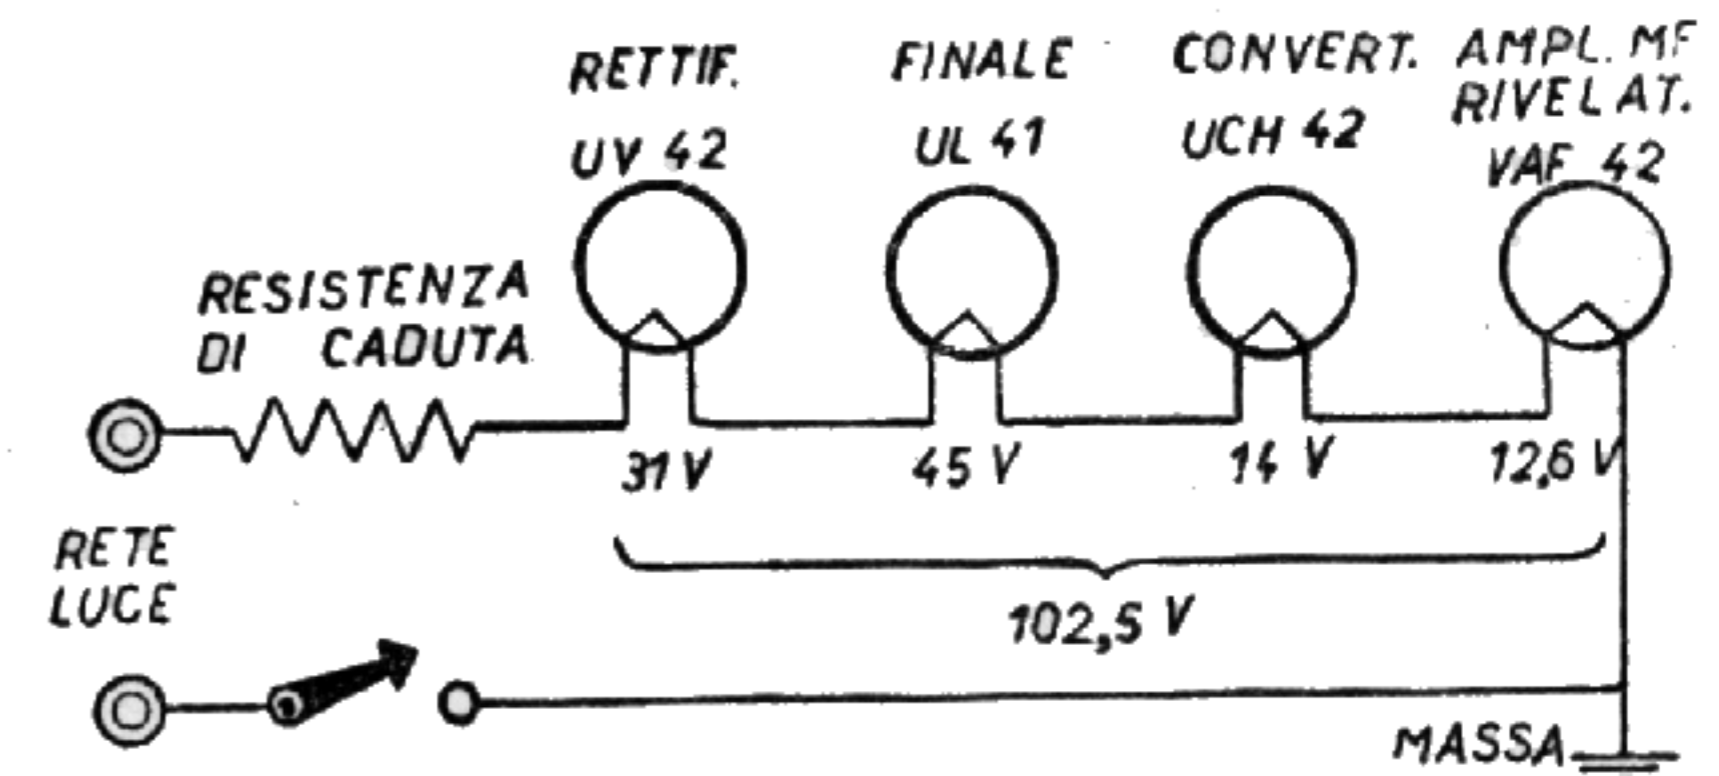 RETTIF.
UV 42
FINALE
UL 41
CONVERT.
UCH 42
AMPL. MF
RIVELAT.
VAF 42
RESISTENZA
DI CADUTA
31 V
45 V
14 V
12,6 V
102,5 V
RETE
LUCE
MASSA